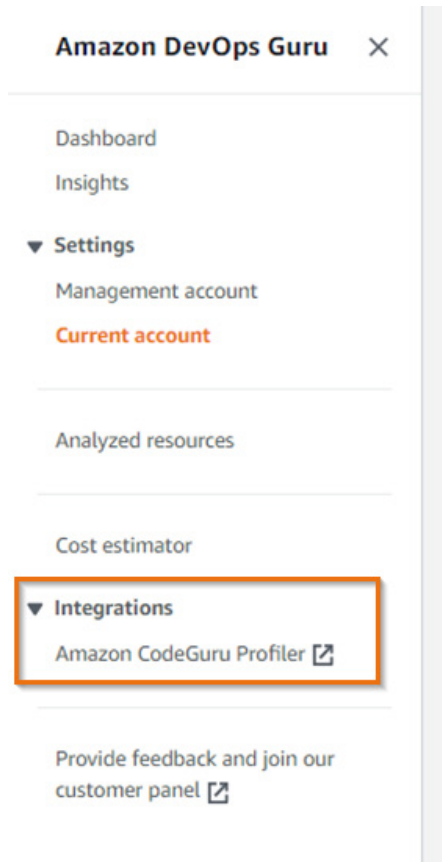 Amazon DevOps Guru
Dashboard
Insights
Settings
Management account
Current account
Analyzed resources
Cost estimator
Integrations
Amazon CodeGuru Profiler
Provide feedback and join our
customer panel